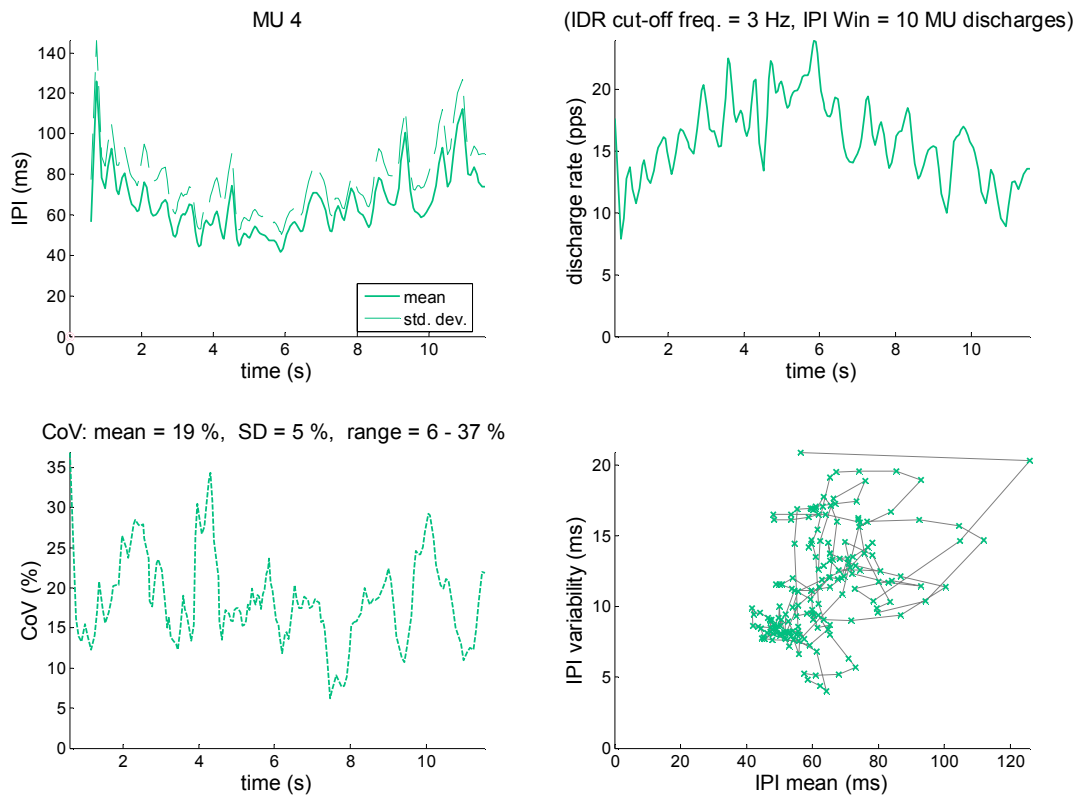 MU 4
140
120
100
80
60
40
20
0
IPI (ms)
mean
std. dev.
0 2 4 6 8 10
time (s)
(IDR cut-off freq. = 3 Hz, IPI Win = 10 MU discharges)
20
15
10
5
0
discharge rate (pps)
2 4 6 8 10
time (s)
CoV: mean = 19 %, SD = 5 %, range = 6 - 37 %
35
30
25
20
15
10
5
0
CoV (%)
2 4 6 8 10
time (s)
20
15
10
5
0
IPI variability (ms)
0 20 40 60 80 100 120
IPI mean (ms)